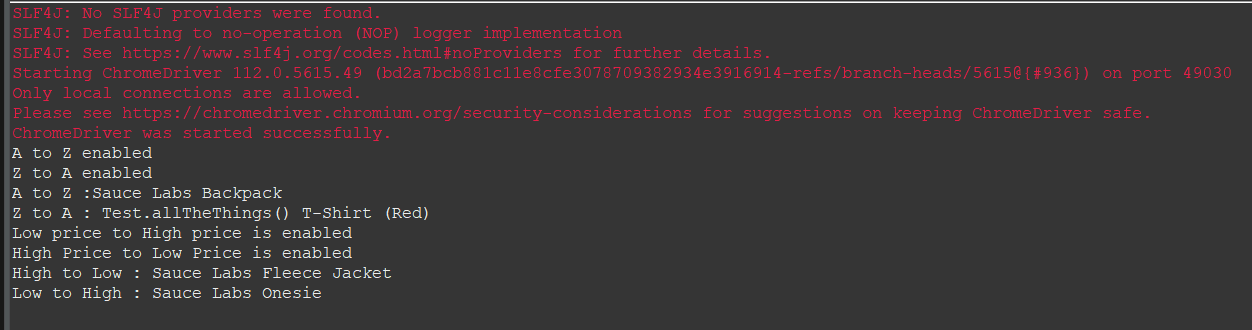 SLF4J: No SLF4J providers were found.
SLF4J: Defaulting to no-operation (NOP) logger implementation
SLF4J: See https://www.slf4j.org/codes.html#noProviders for further details.
Starting ChromeDriver 112.0.5615.49 (bd2a7bcb881c11e8cfe3078709382934e3916914-refs/branch-heads/5615@{#936}) on port 49030
Only local connections are allowed.
Please see https://chromedriver.chromium.org/security-considerations for suggestions on keeping ChromeDriver safe.
ChromeDriver was started successfully.
A to Z enabled
Z to A enabled
A to Z :Sauce Labs Backpack
Z to A : Test.allTheThings() T-Shirt (Red)
Low price to High price is enabled
High Price to Low Price is enabled
High to Low : Sauce Labs Fleece Jacket
Low to High : Sauce Labs Onesie